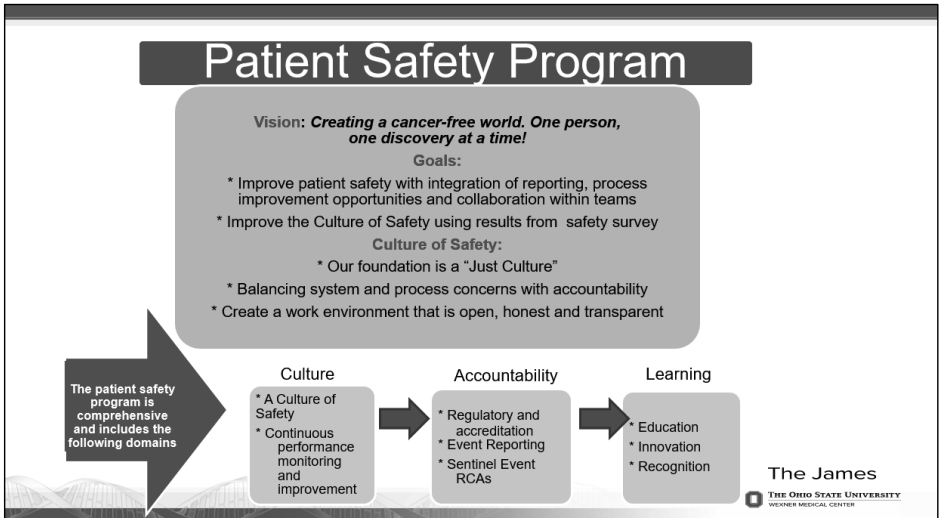 Patient Safety Program
Vision: Creating a cancer-free world. One person,
one discovery at a time!
Goals:
* Improve patient safety with integration of reporting, process
improvement opportunities and collaboration within teams
* Improve the Culture of Safety using results from safety survey
Culture of Safety:
* Our foundation is a “Just Culture”
* Balancing system and process concerns with accountability
* Create a work environment that is open, honest and transparent
The patient safety
program is
comprehensive
and includes the
following domains
Culture
* A Culture of
Safety
* Continuous
performance
monitoring
and
improvement
Accountability
* Regulatory and
accreditation
* Event Reporting
* Sentinel Event
RCAs
Learning
* Education
* Innovation
* Recognition
The James
THE OHIO STATE UNIVERSITY
WEXNER MEDICAL CENTER